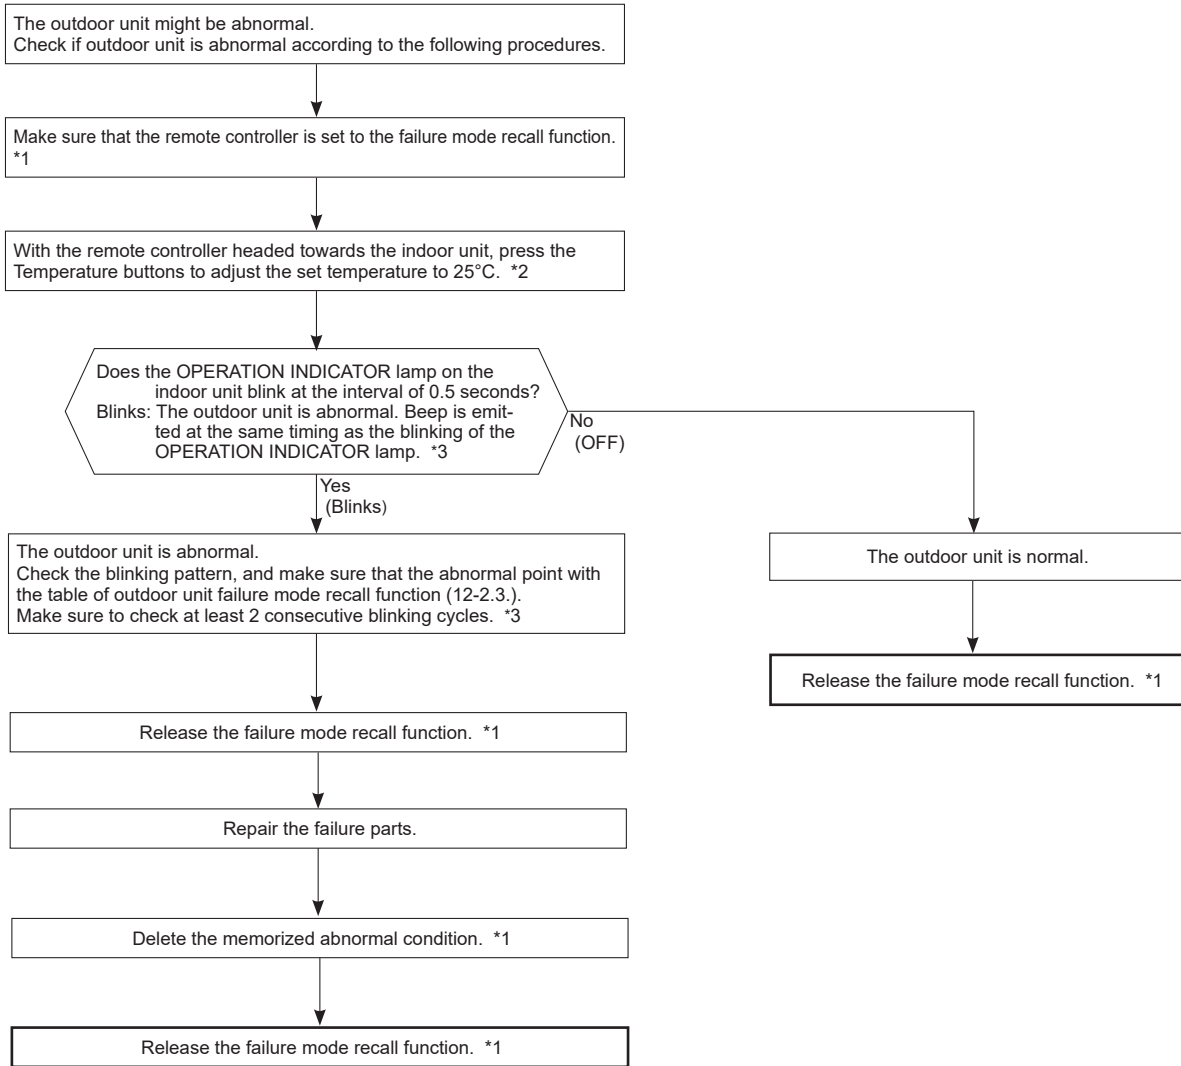 The outdoor unit might be abnormal.
Check if outdoor unit is abnormal according to the following procedures.
Make sure that the remote controller is set to the failure mode recall function.
*1
With the remote controller headed towards the indoor unit, press the
Temperature buttons to adjust the set temperature to 25°C. *2
Does the OPERATION INDICATOR lamp on the
indoor unit blink at the interval of 0.5 seconds?
Blinks: The outdoor unit is abnormal. Beep is emit-
ted at the same timing as the blinking of the
OPERATION INDICATOR lamp. *3
No
(OFF)
Yes
(Blinks)
The outdoor unit is abnormal.
Check the blinking pattern, and make sure that the abnormal point with
the table of outdoor unit failure mode recall function (12-2.3.).
Make sure to check at least 2 consecutive blinking cycles. *3
The outdoor unit is normal.
Release the failure mode recall function. *1
Release the failure mode recall function. *1
Repair the failure parts.
Delete the memorized abnormal condition. *1
Release the failure mode recall function. *1